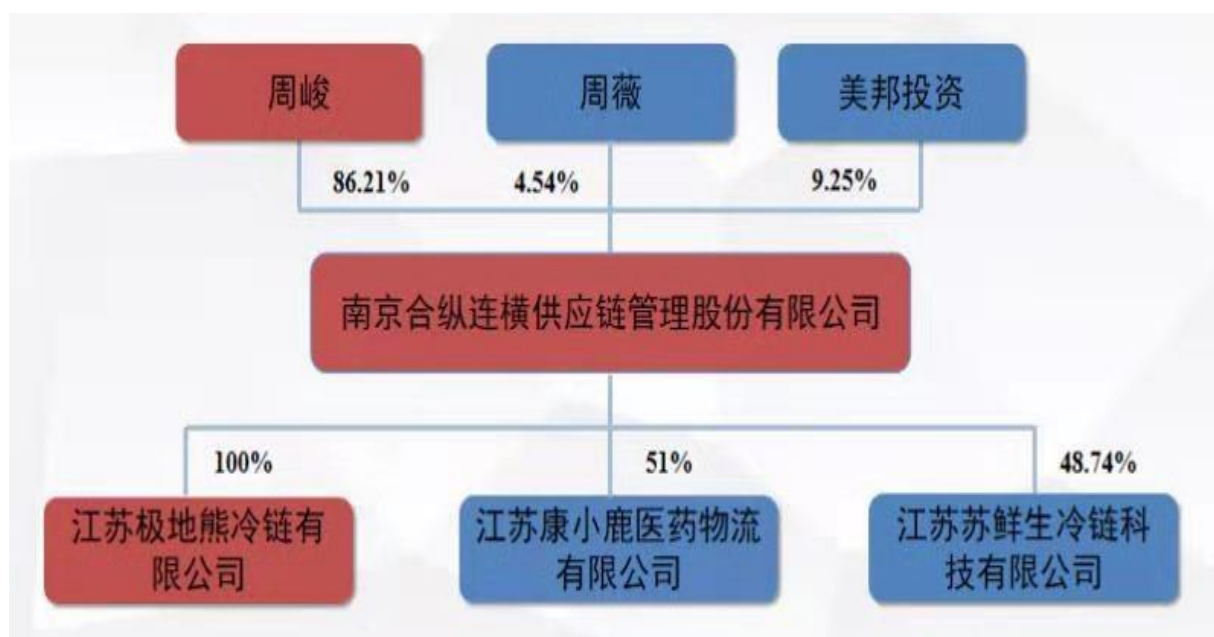 周峻
周薇
美邦投资
86.21%
4.54%
9.25%
南京合纵连横供应链管理股份有限公司
100%
51%
48.74%
江苏极地熊冷链有
限公司
江苏康小鹿医药物流
有限公司
江苏苏鲜生冷链科
技有限公司